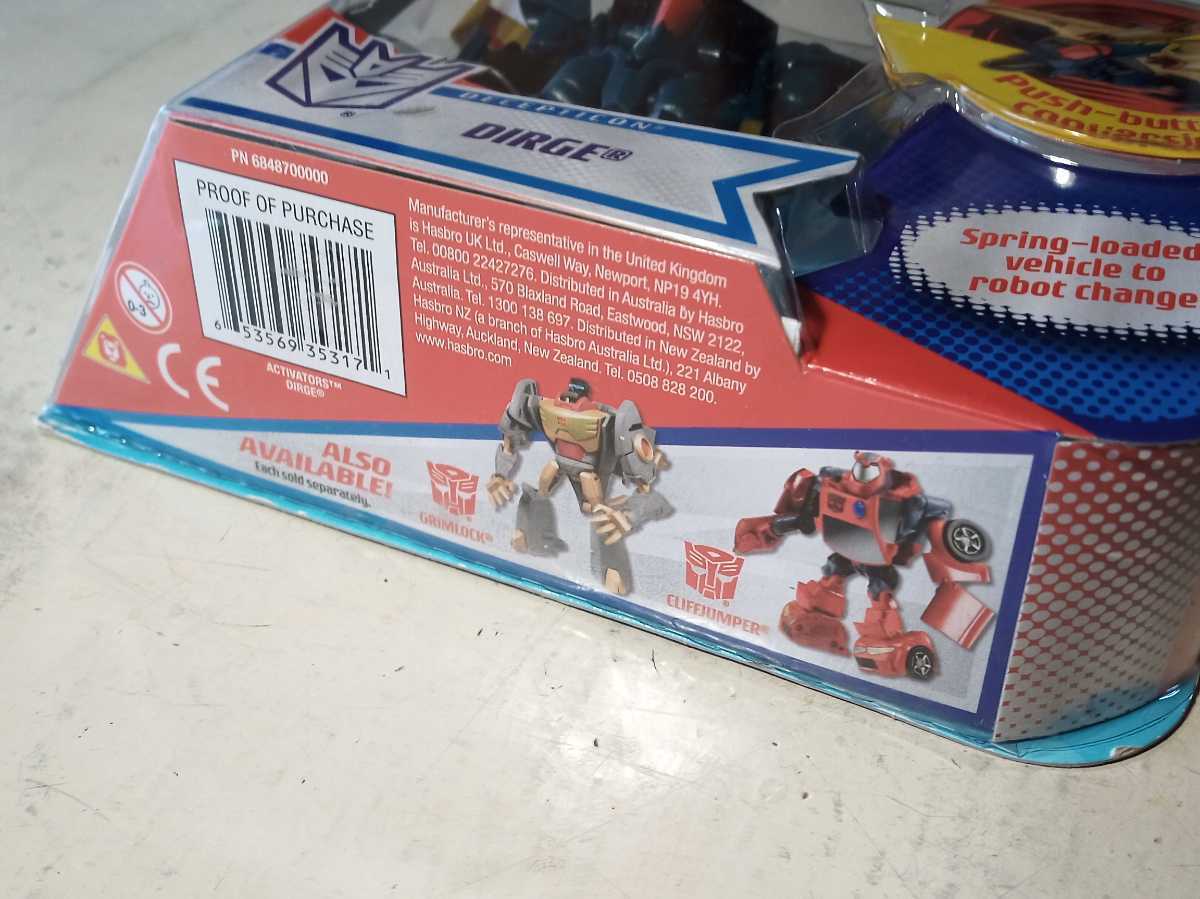 DECEPTICON™
DIRGE®
®
Push-button
Spring-loaded
vehicle to
robot change
PN 6848700000
PROOF OF PURCHASE
6 53569 35317 1
ACTIVATORS™
DIRGE®
0-3
CE
Manufacturer's representative in the United Kingdom
is Hasbro UK Ltd., Caswell Way, Newport, NP19 4YH.
Tel. 00800 22427276. Distributed in Australia by Hasbro
Australia Ltd., 570 Blaxland Road, Eastwood, NSW 2122,
Australia. Tel. 1300 138 697. Distributed in New Zealand by
Hasbro NZ (a branch of Hasbro Australia Ltd.), 221 Albany
Highway, Auckland, New Zealand. Tel. 0508 828 200.
www.hasbro.com
ALSO
AVAILABLE!
Each sold separately.
GRIMLOCK®
CLIFFJUMPER®